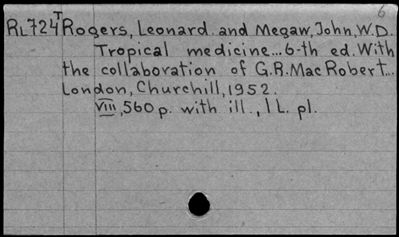 6
RL724T Rogers, Leonard and Megaw, John, W.D.
Tropical medicine...6-th ed. With
the collaboration of G.R. MacRobert...
London, Churchill, 1952.
VIII, 560 p. with ill., 1 L. pl.